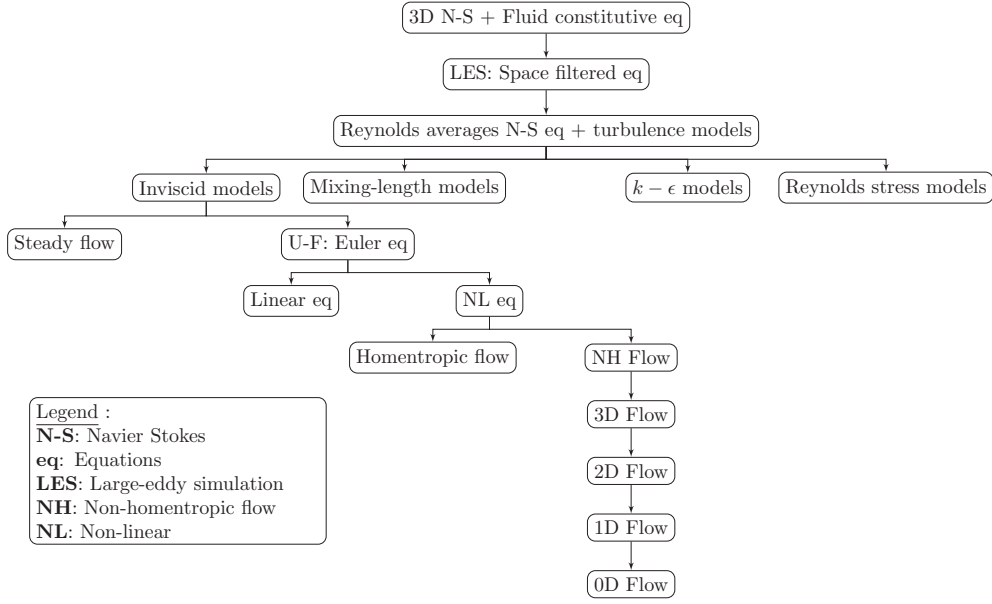 3D N-S + Fluid constitutive eq
LES: Space filtered eq
Reynolds averages N-S eq + turbulence models
Inviscid models
Mixing-length models
k − ϵ models
Reynolds stress models
Steady flow
U-F: Euler eq
Linear eq
NL eq
Homentropic flow
NH Flow
3D Flow
2D Flow
1D Flow
0D Flow
Legend :
N-S: Navier Stokes
eq: Equations
LES: Large-eddy simulation
NH: Non-homentropic flow
NL: Non-linear